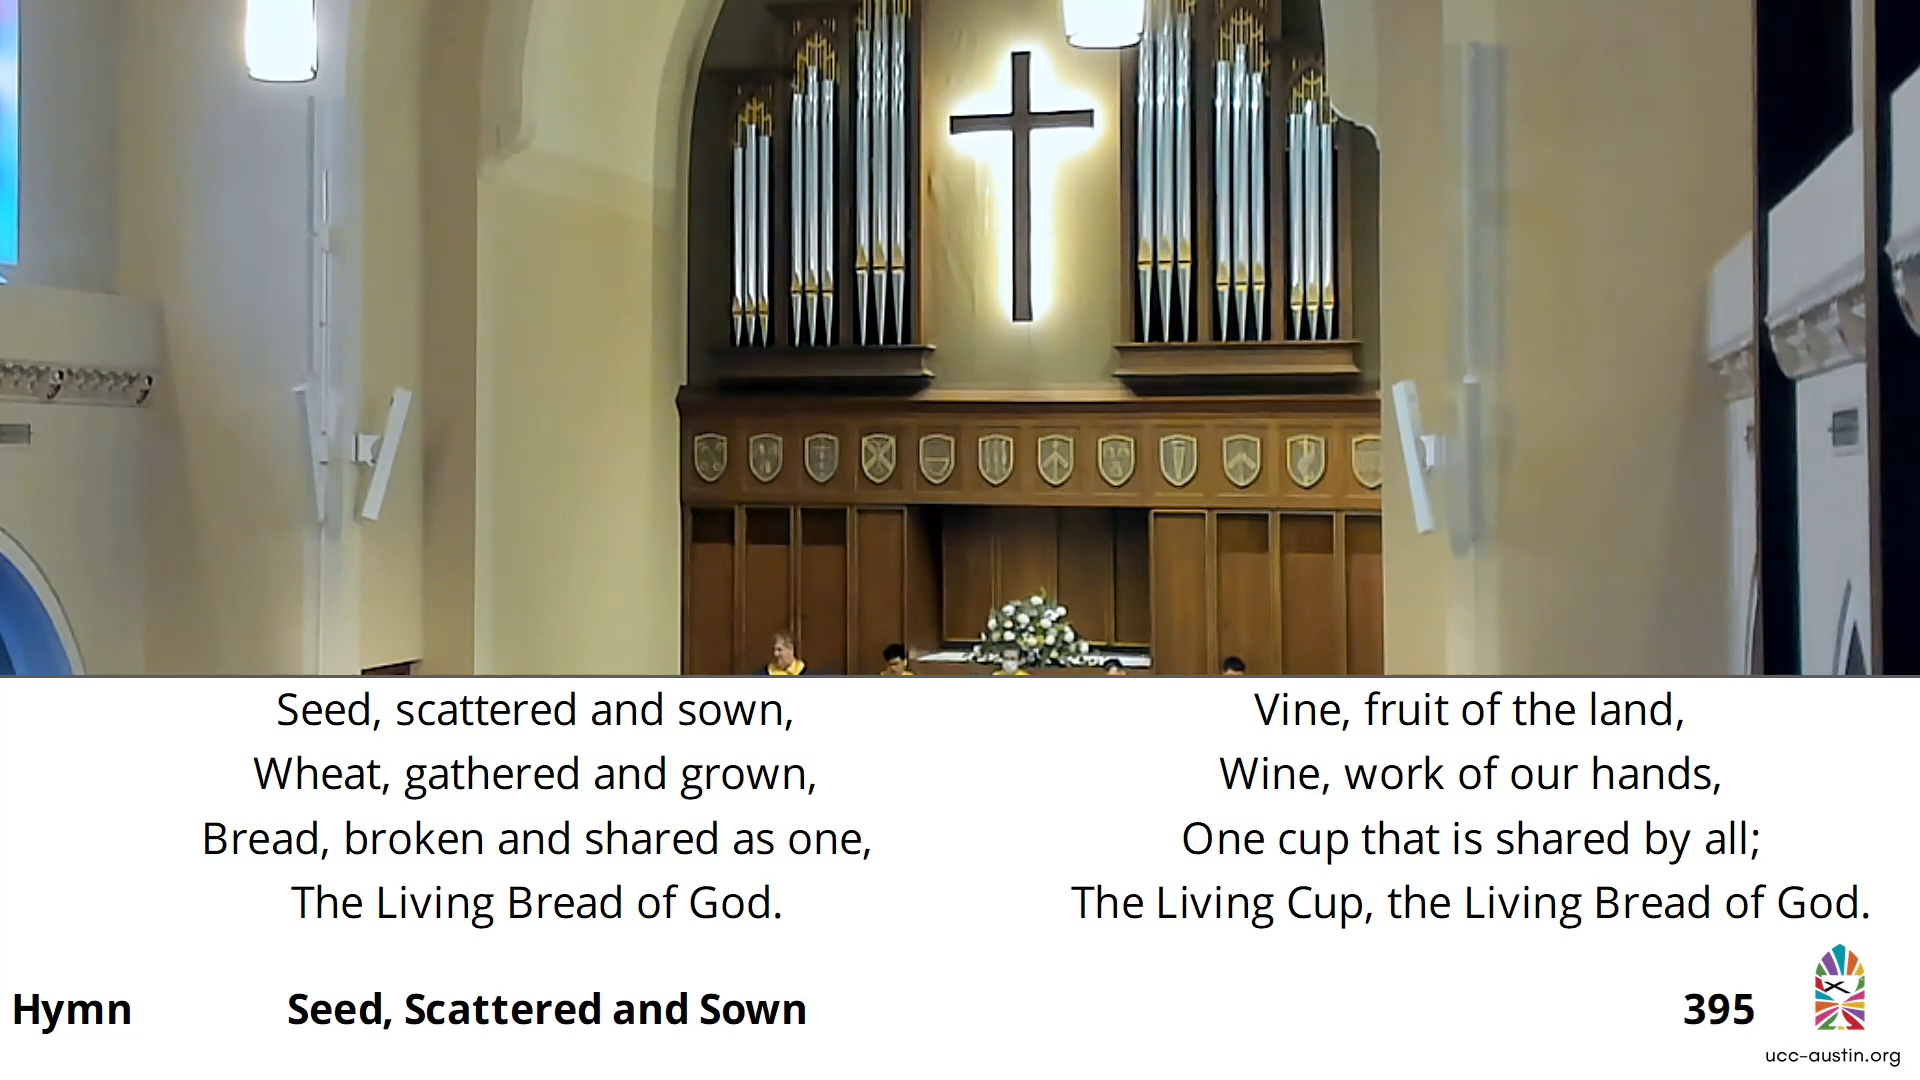 Seed, scattered and sown,
Wheat, gathered and grown,
Bread, broken and shared as one,
The Living Bread of God.
Vine, fruit of the land,
Wine, work of our hands,
One cup that is shared by all;
The Living Cup, the Living Bread of God.
Hymn Seed, Scattered and Sown 395
ucc-austin.org